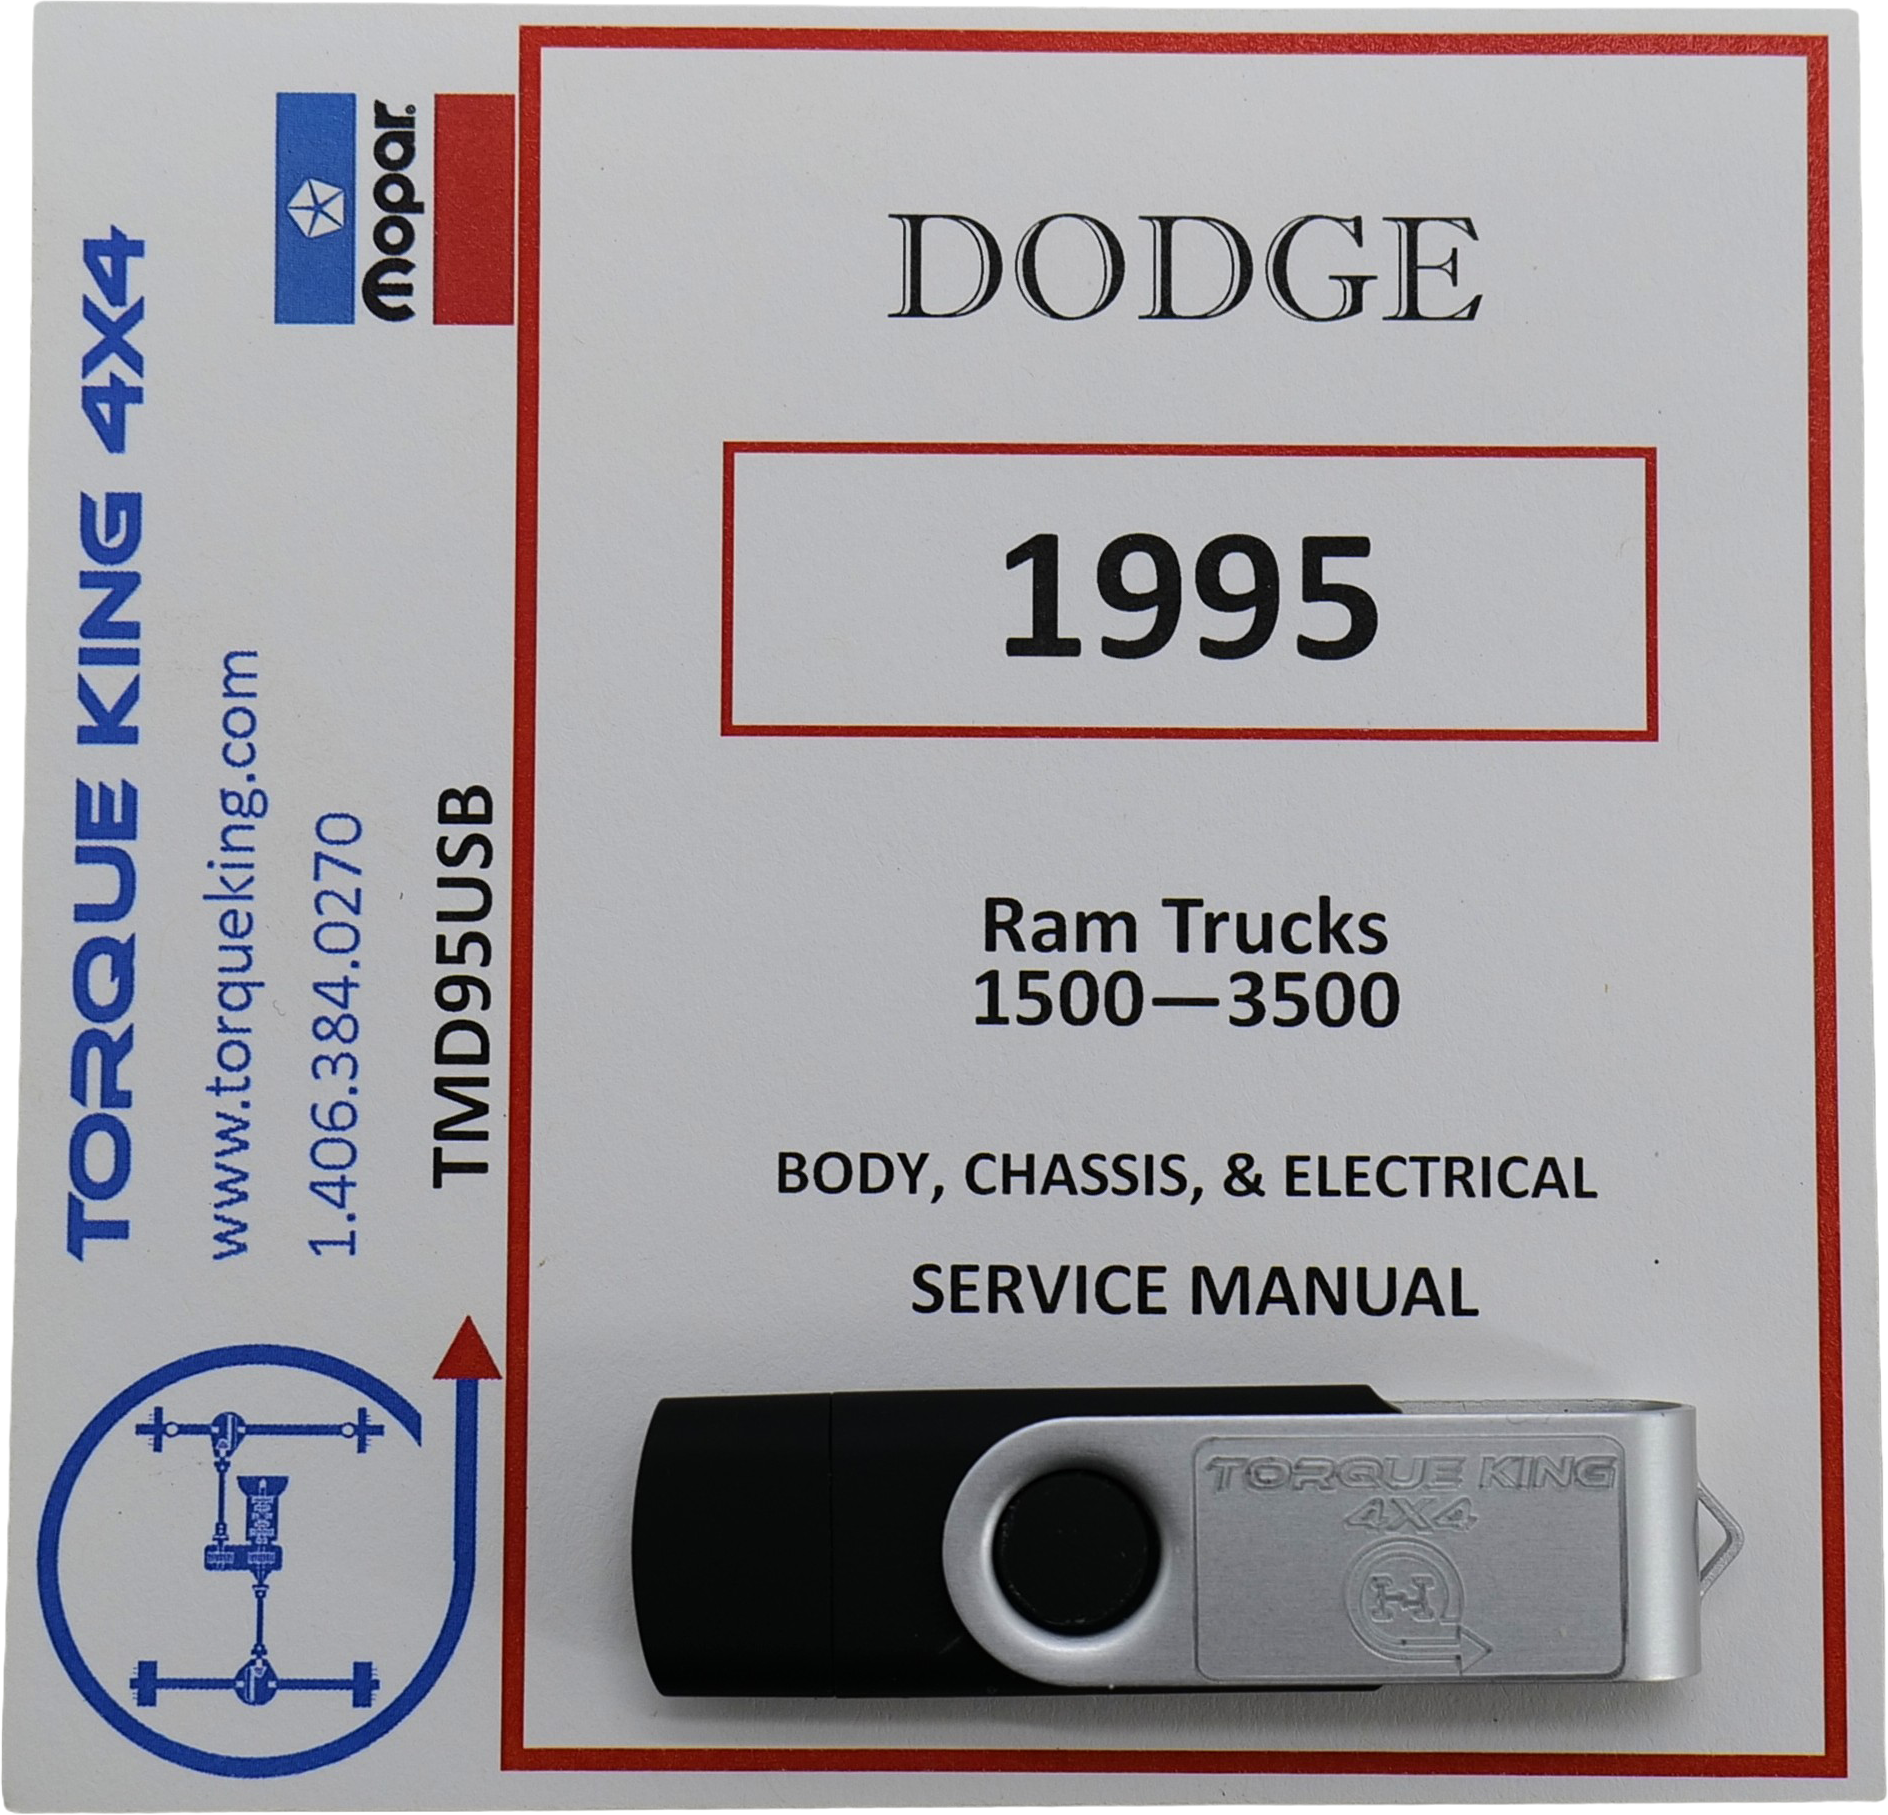 TORQUE KING 4X4
www.torqueking.com
1.406.384.0270
Mopar®
TMD95USB
DODGE
1995
Ram Trucks
1500—3500
BODY, CHASSIS, & ELECTRICAL
SERVICE MANUAL
TORQUE KING
4X4